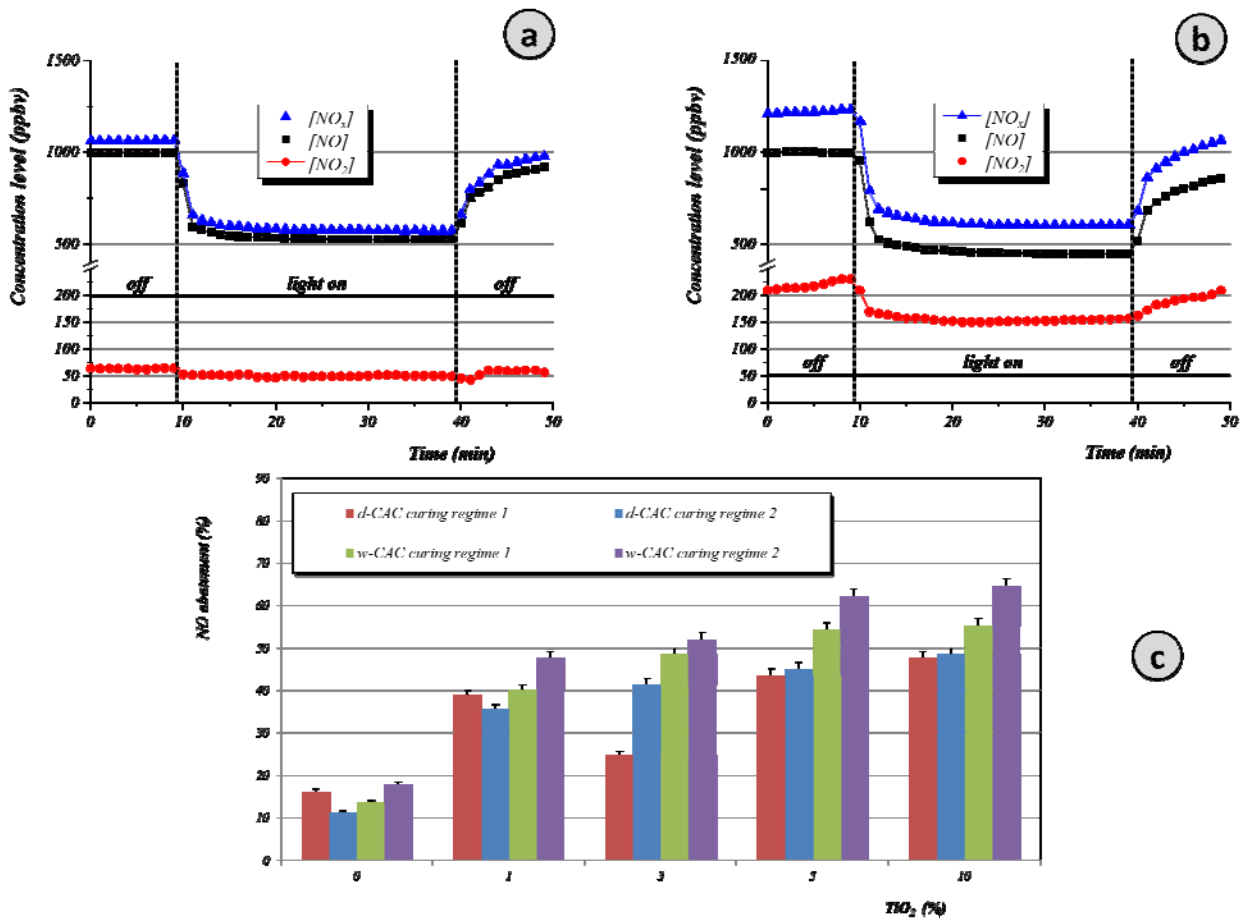 a
1500
1000
500
200
150
100
50
0
Concentration level (ppbv)
[NOx]
[NO]
[NO2]
off light on off
0 10 20 30 40 50
Time (min)
b
1500
1000
500
200
150
100
50
0
Concentration level (ppbv)
[NOx]
[NO]
[NO2]
off light on off
0 10 20 30 40 50
Time (min)
c
90
80
70
60
50
40
30
20
10
0
NO abatement (%)
d-CAC curing regime 1 d-CAC curing regime 2
w-CAC curing regime 1 w-CAC curing regime 2
0 1 3 5 10
TiO2 (%)